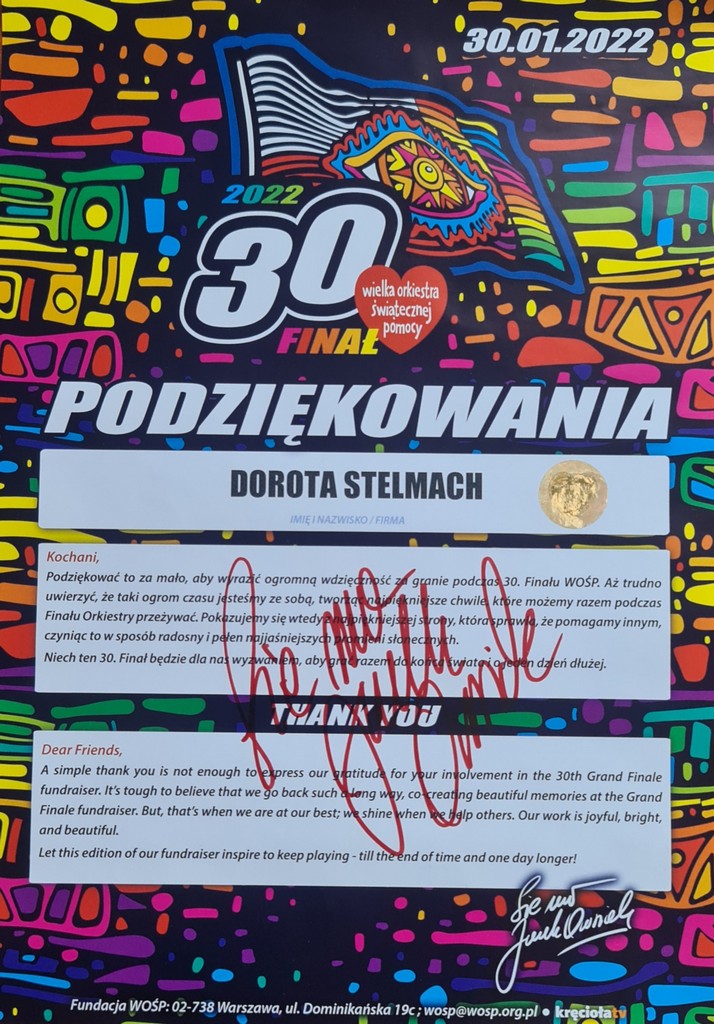 30.01.2022
2022
30
FINAŁ
wielka orkiestra
świątecznej
pomocy
PODZIĘKOWANIA
DOROTA STELMACH
IMIĘ I NAZWISKO / FIRMA
Kochani,
Podziękować to za mało, aby wyrazić ogromną wdzięczność za granie podczas 30. Finału WOŚP. Aż trudno
uwierzyć, że taki ogrom czasu jesteśmy ze sobą, tworząc najpiękniejsze chwile, które możemy razem podczas
Finału Orkiestry przeżywać. Pokazujemy się wtedy z najpiękniejszej strony, która sprawia, że pomagamy innym,
czyniąc to w sposób radosny i pełen najjaśniejszych promieni słonecznych.
Niech ten 30. Finał będzie dla nas wyzwaniem, aby grać razem do końca świata i o jeden dzień dłużej.
THANK YOU
Dear Friends,
A simple thank you is not enough to express our gratitude for your involvement in the 30th Grand Finale
fundraiser. It's tough to believe that we go back such a long way, co-creating beautiful memories at the Grand
Finale fundraiser. But, that's when we are at our best; we shine when we help others. Our work is joyful, bright,
and beautiful.
Let this edition of our fundraiser inspire to keep playing - till the end of time and one day longer!
Sie ma
Fundacja WOŚP: 02-738 Warszawa, ul. Dominikańska 19c ; wosp@wosp.org.pl • kręciołatv